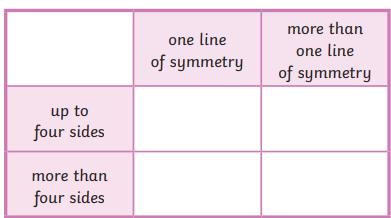 one line
of symmetry
more than
one line
of symmetry
up to
four sides
more than
four sides